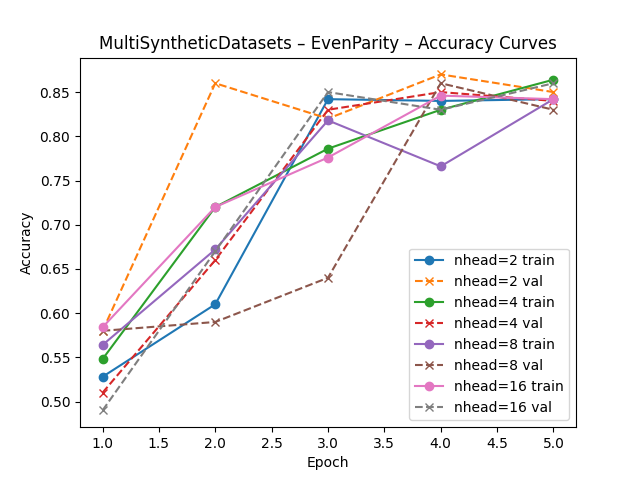 MultiSyntheticDatasets – EvenParity – Accuracy Curves
Accuracy
0.85
0.80
0.75
0.70
0.65
0.60
0.55
0.50
nhead=2 train
nhead=2 val
nhead=4 train
nhead=4 val
nhead=8 train
nhead=8 val
nhead=16 train
nhead=16 val
1.0 1.5 2.0 2.5 3.0 3.5 4.0 4.5 5.0
Epoch